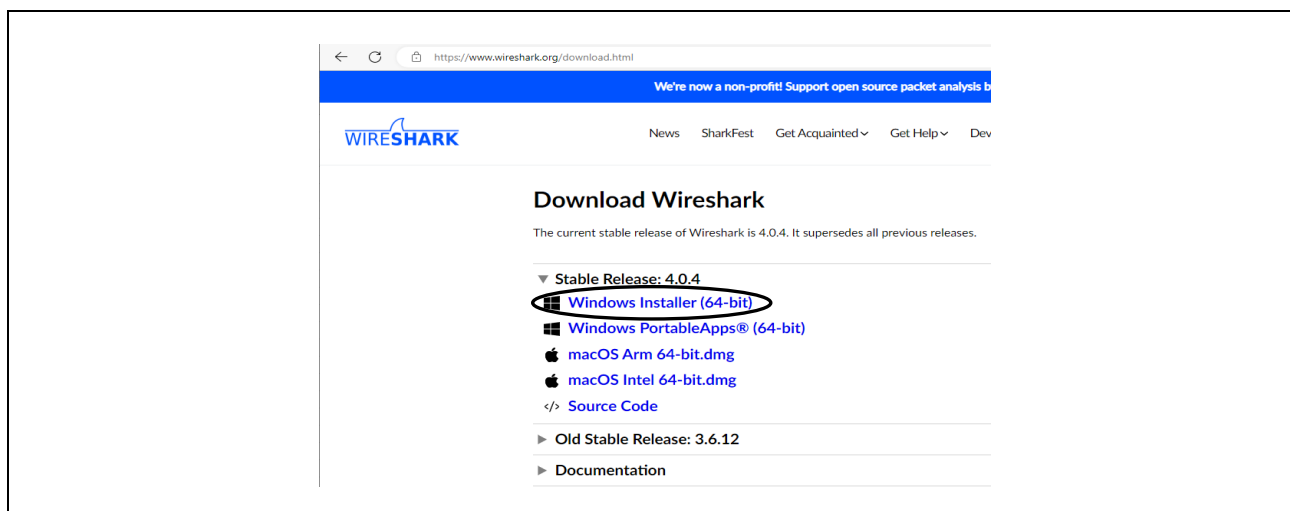 https://www.wireshark.org/download.html
We're now a non-profit! Support open source packet analysis b
WIRESHARK
News SharkFest Get Acquainted Get Help Dev
Download Wireshark
The current stable release of Wireshark is 4.0.4. It supersedes all previous releases.
Stable Release: 4.0.4
Windows Installer (64-bit)
Windows PortableApps® (64-bit)
macOS Arm 64-bit.dmg
macOS Intel 64-bit.dmg
</> Source Code
Old Stable Release: 3.6.12
Documentation